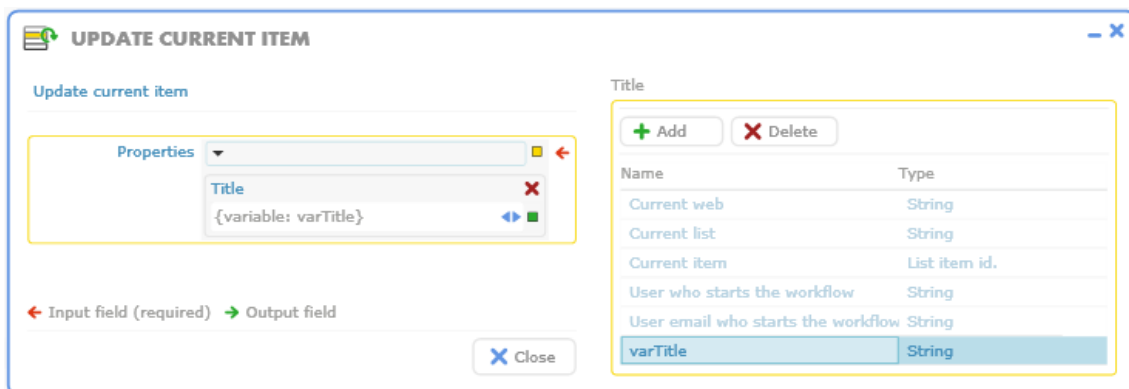 UPDATE CURRENT ITEM
Update current item
Properties
Title
{variable: varTitle}
Input field (required) Output field
Close
Title
Add Delete
Name Type
Current web String
Current list String
Current item List item id.
User who starts the workflow String
User email who starts the workflow String
varTitle String